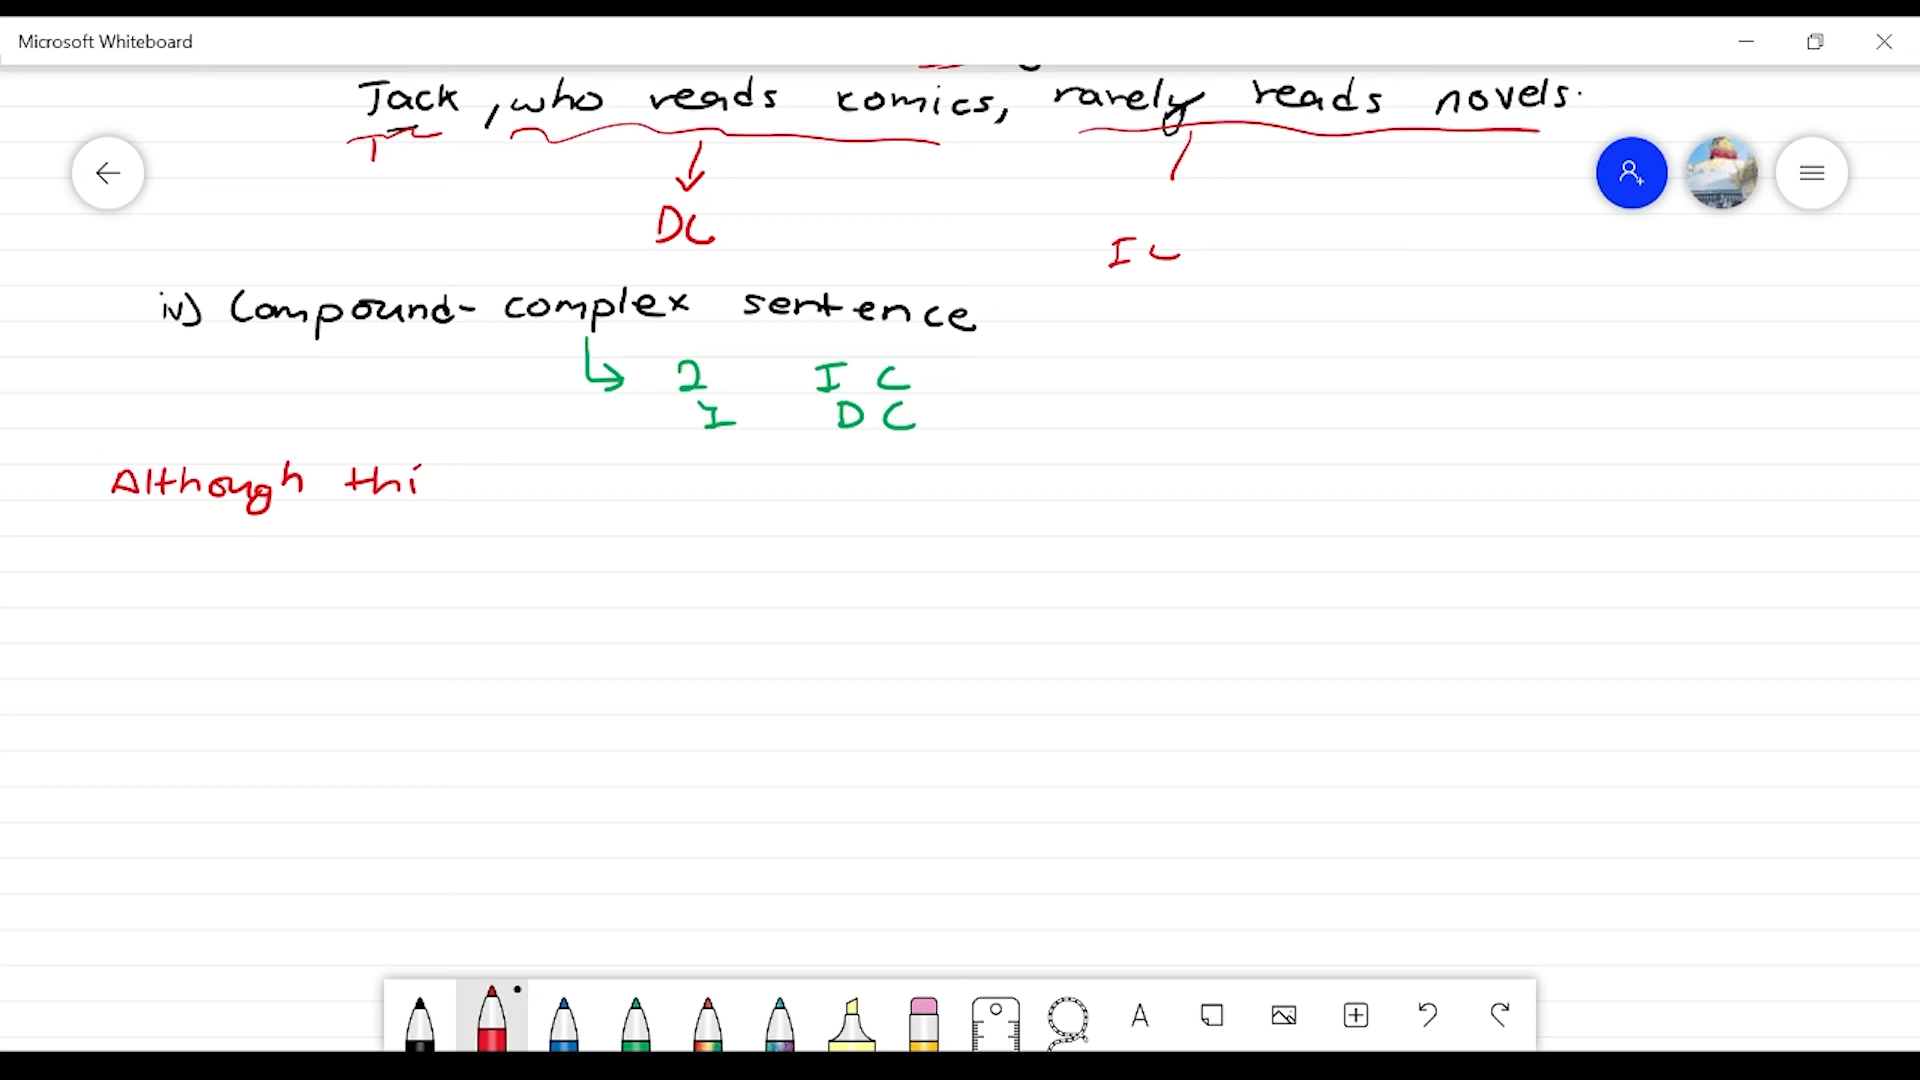 Microsoft Whiteboard
Jack, who reads comics, rarely reads novels.
DC
IC
iv) Compound-complex sentence
2 IC
1 DC
Although thi
A